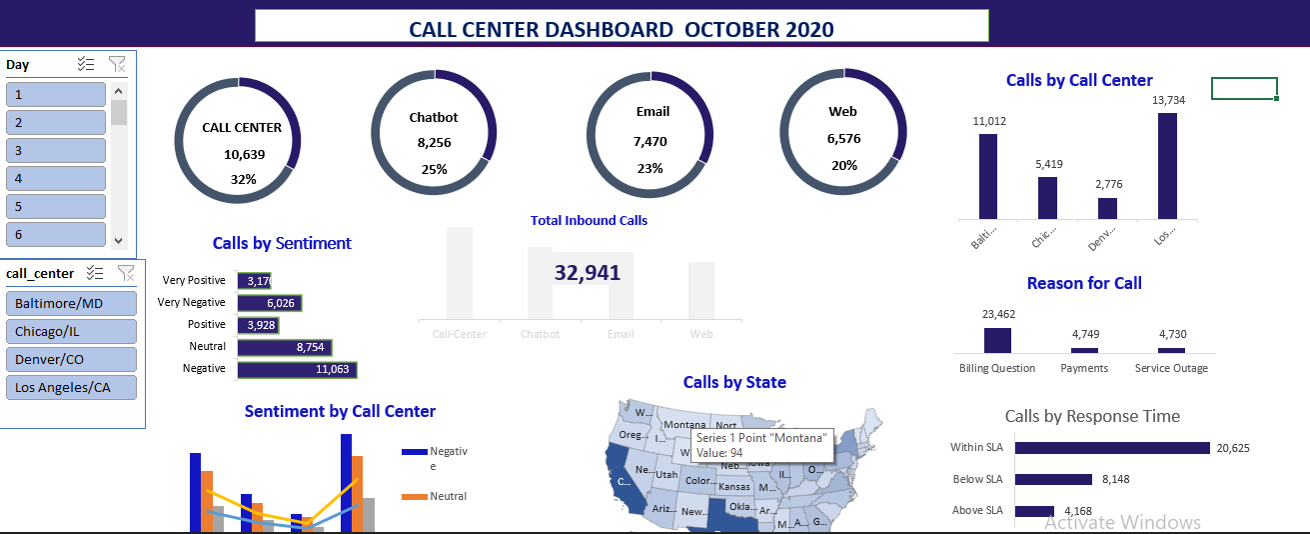 CALL CENTER DASHBOARD  OCTOBER 2020
Day
1
2
3
4
5
6
call_center
Baltimore/MD
Chicago/IL
Denver/CO
Los Angeles/CA
CALL CENTER
10,639
32%
Chatbot
8,256
25%
Email
7,470
23%
Web
6,576
20%
Total Inbound Calls
32,941
Call-Center
Chatbot
Email
Web
Calls by Sentiment
Very Positive
3,170
Very Negative
6,026
Positive
3,928
Neutral
8,754
Negative
11,063
Sentiment by Call Center
Negativ
e
Neutral
Calls by State
W...
Montana
Nort
Oreg...
I...
W
Ne...
Utah
Color...
Neb...
Iowa
Kansas
M...
Il...
O...
C...
Ariz...
New...
Okla...
Ar...
M...
A...
G...
Series 1 Point "Montana"
Value: 94
Calls by Call Center
11,012
5,419
2,776
13,734
Balti...
Chic...
Denv...
Los...
Reason for Call
23,462
4,749
4,730
Billing Question
Payments
Service Outage
Calls by Response Time
Within SLA
20,625
Below SLA
8,148
Above SLA
4,168
Activate Windows